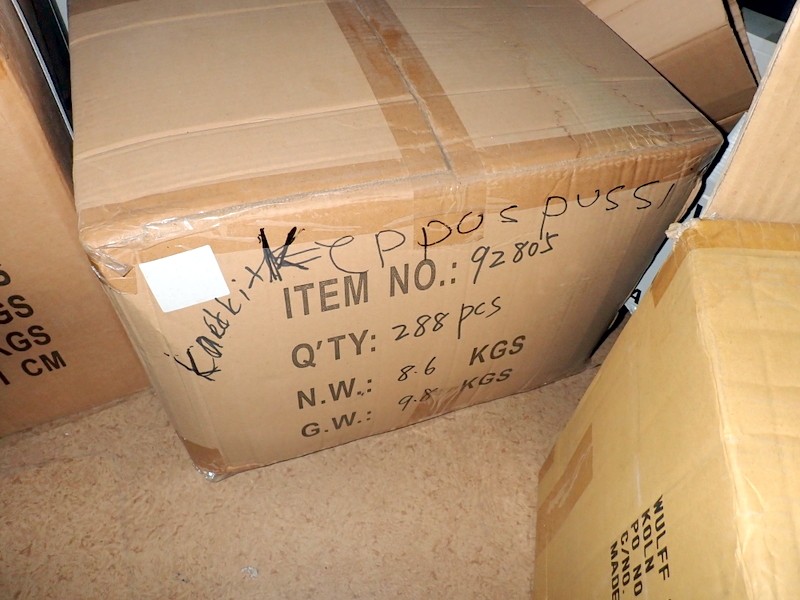 Keppospussi
ITEM NO.: 92805
Q'TY: 288 pcs
N.W.: 8.6 KGS
G.W.: 9.8 KGS
GS
KGS
CM
WULFF
KOLN
PO NO
C/NO.
MADE